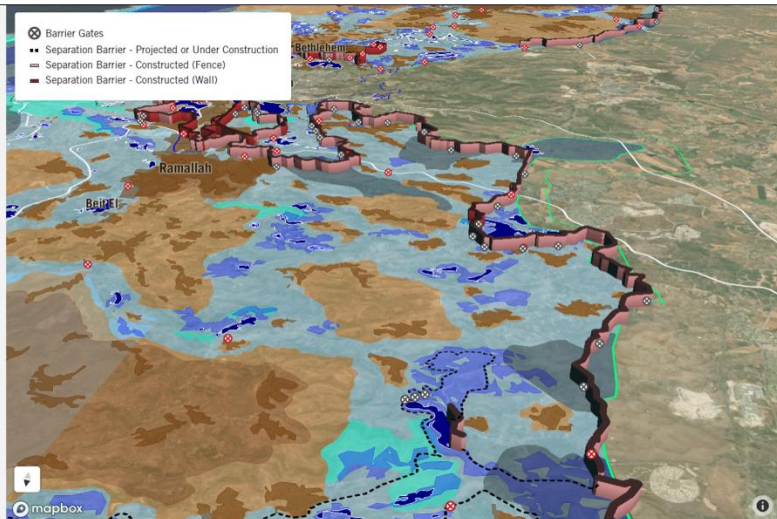 Barrier Gates
Separation Barrier - Projected or Under Construction
Separation Barrier - Constructed (Fence)
Separation Barrier - Constructed (Wall)
Bethlehem
Ramallah
Beit El
mapbox